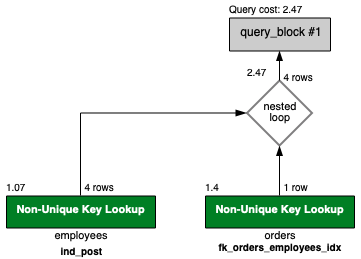 Query cost: 2.47
query_block #1
2.47
4 rows
nested
loop
1.07
4 rows
Non-Unique Key Lookup
employees
ind_post
1.4
1 row
Non-Unique Key Lookup
orders
fk_orders_employees_idx